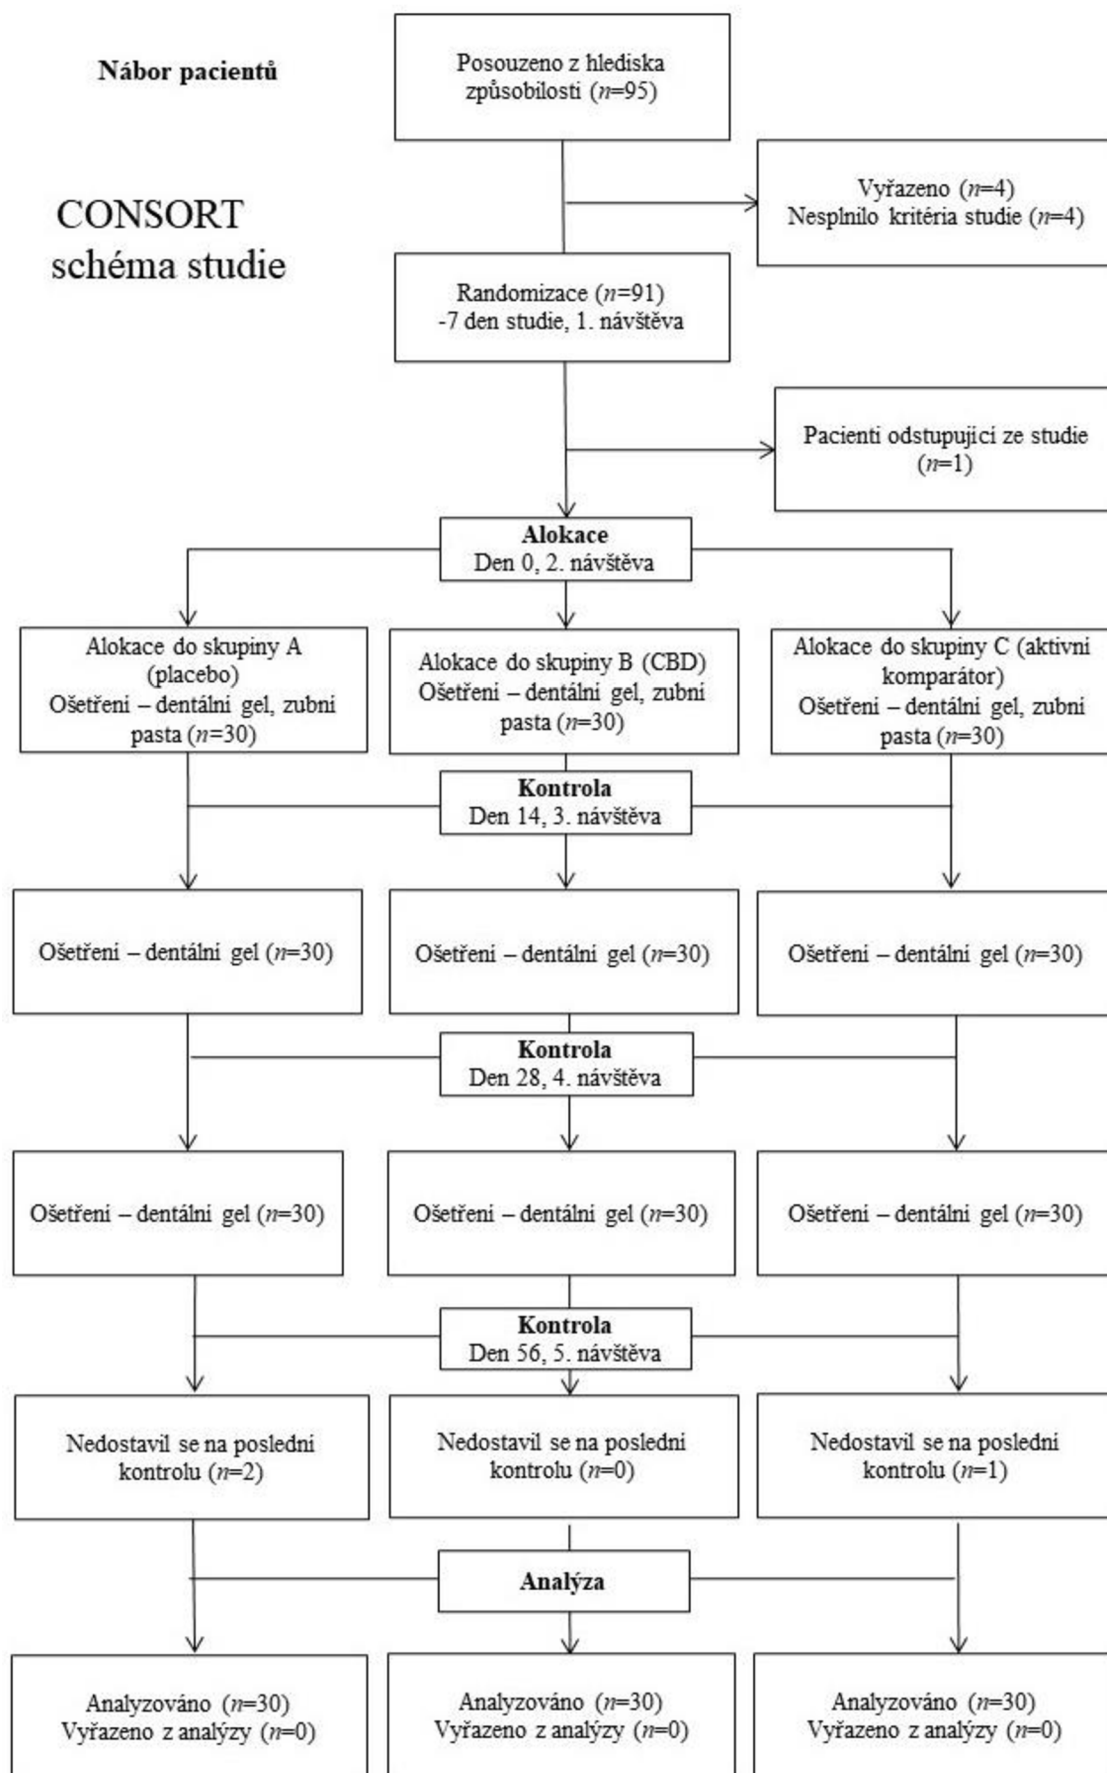 Nábor pacientů
Posouzeno z hlediska
způsobilosti (n=95)
Vyřazeno (n=4)
Nesplnilo kritéria studie (n=4)
CONSORT
schéma studie
Randomizace (n=91)
-7 den studie, 1. návštěva
Pacienti odstupující ze studie
(n=1)
Alokace
Den 0, 2. návštěva
Alokace do skupiny A
(placebo)
Ošetření – dentální gel, zubní
pasta (n=30)
Alokace do skupiny B (CBD)
Ošetření – dentální gel, zubní
pasta (n=30)
Alokace do skupiny C (aktivní
komparátor)
Ošetření – dentální gel, zubní
pasta (n=30)
Kontrola
Den 14, 3. návštěva
Ošetření – dentální gel (n=30)
Ošetření – dentální gel (n=30)
Ošetření – dentální gel (n=30)
Kontrola
Den 28, 4. návštěva
Ošetření – dentální gel (n=30)
Ošetření – dentální gel (n=30)
Ošetření – dentální gel (n=30)
Kontrola
Den 56, 5. návštěva
Nedostavil se na poslední
kontrolu (n=2)
Nedostavil se na poslední
kontrolu (n=0)
Nedostavil se na poslední
kontrolu (n=1)
Analýza
Analyzováno (n=30)
Vyřazeno z analýzy (n=0)
Analyzováno (n=30)
Vyřazeno z analýzy (n=0)
Analyzováno (n=30)
Vyřazeno z analýzy (n=0)